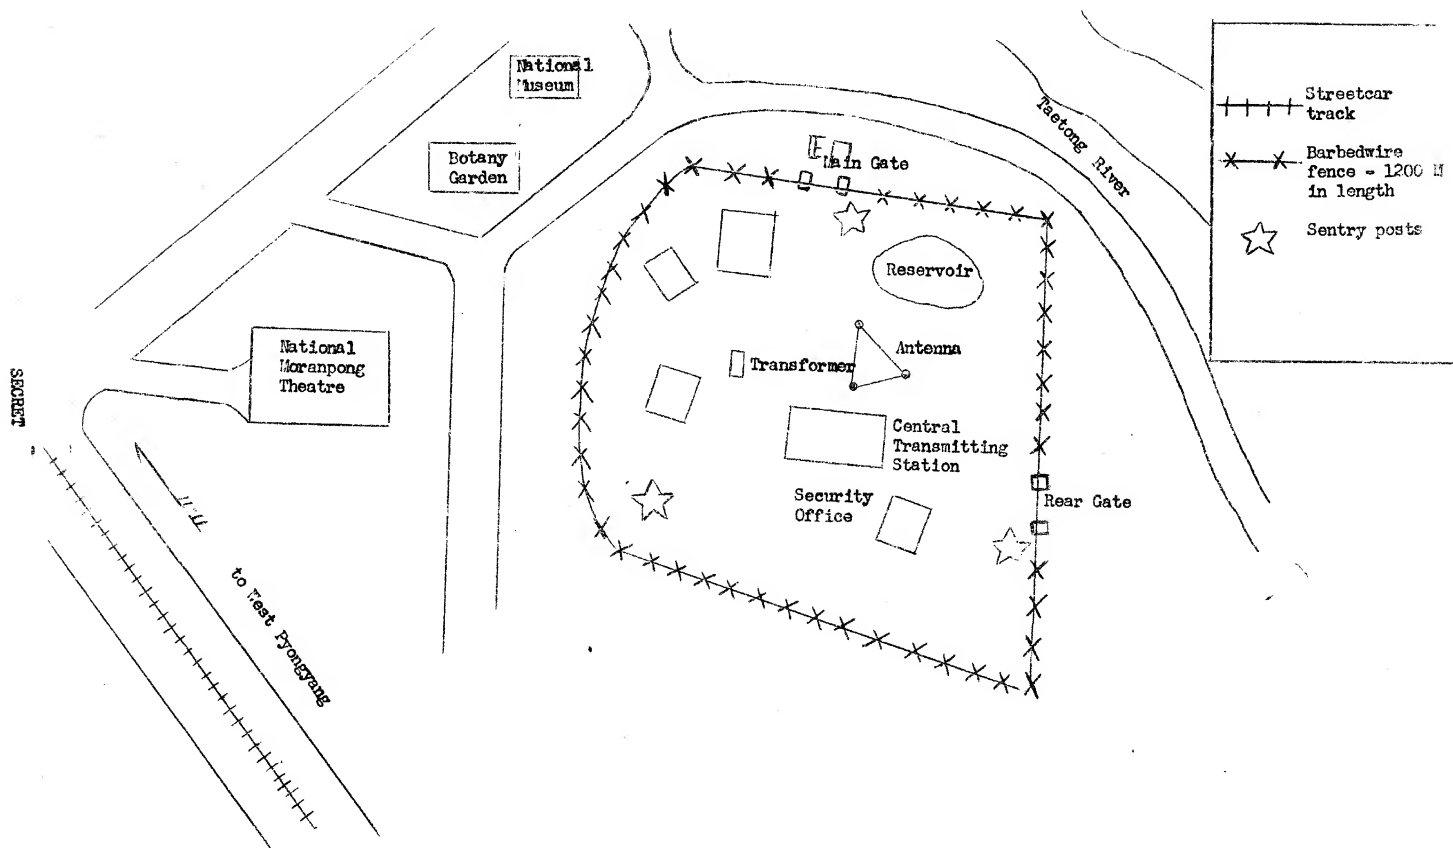 National
Museum
Botany
Garden
Main Gate
Taetong River
Streetcar
track
Barbedwire
fence - 1200 M
in length
Sentry posts
Reservoir
National
Moranpong
Theatre
Transformer
Antenna
Central
Transmitting
Station
Security
Office
Rear Gate
to West Pyongyang
SECRET